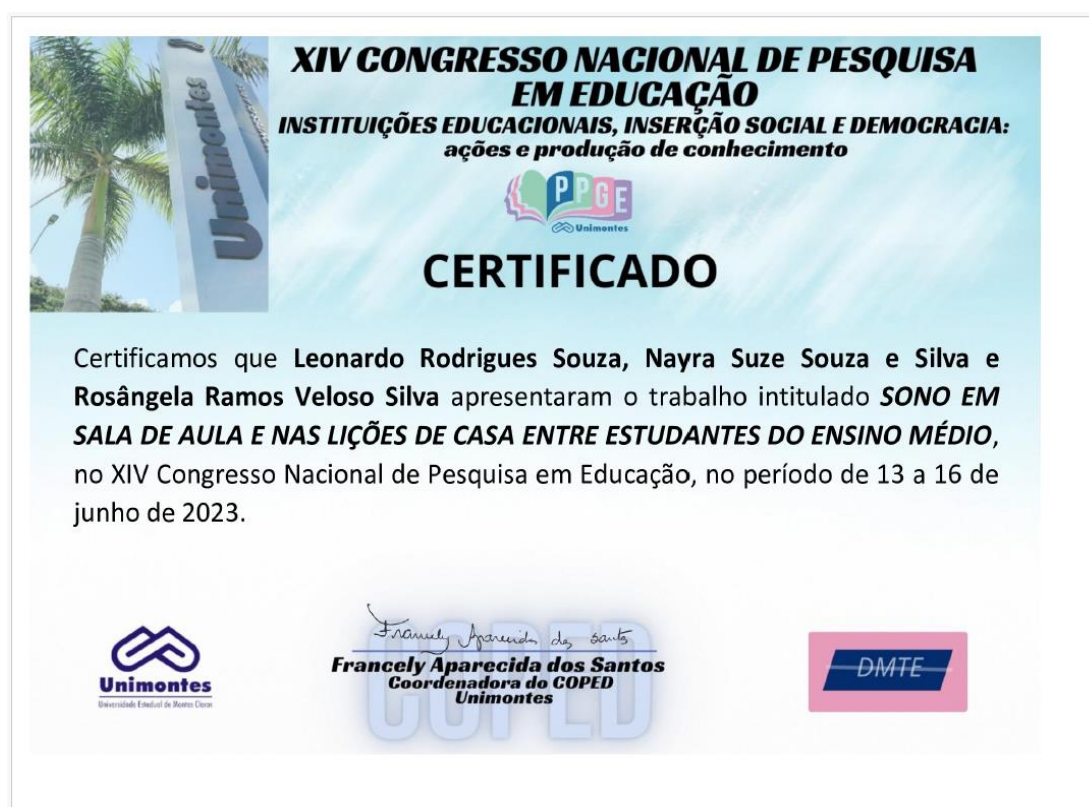 XIV CONGRESSO NACIONAL DE PESQUISA
EM EDUCAÇÃO
INSTITUIÇÕES EDUCACIONAIS, INSERÇÃO SOCIAL E DEMOCRACIA:
ações e produção de conhecimento
Unimontes
PPGE
Unimontes
CERTIFICADO
Certificamos que Leonardo Rodrigues Souza, Nayra Suze Souza e Silva e
Rosângela Ramos Veloso Silva apresentaram o trabalho intitulado SONO EM
SALA DE AULA E NAS LIÇÕES DE CASA ENTRE ESTUDANTES DO ENSINO MÉDIO,
no XIV Congresso Nacional de Pesquisa em Educação, no período de 13 a 16 de
junho de 2023.
Francely Aparecida dos Santos
COPED
Francely Aparecida dos Santos
Coordenadora do COPED
Unimontes
Unimontes
Universidade Estadual de Montes Claros
DMTE